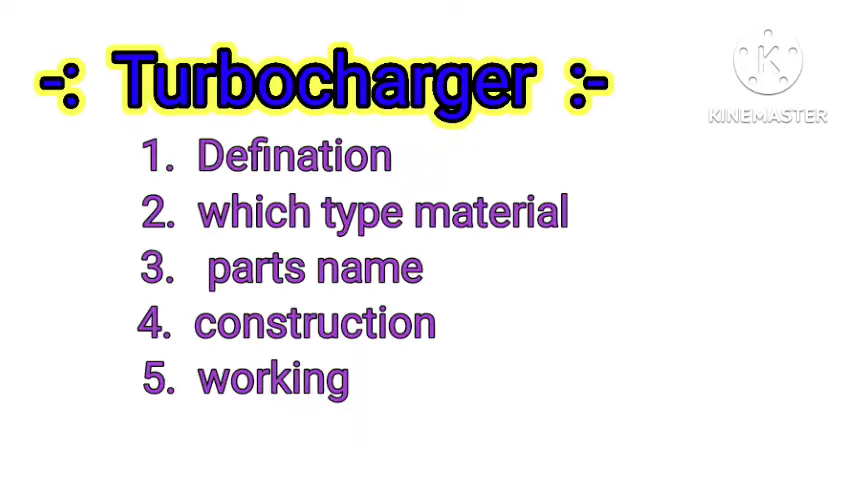 -: Turbocharger :-
KINEMASTER
1. Defination
2. which type material
3. parts name
4. construction
5. working